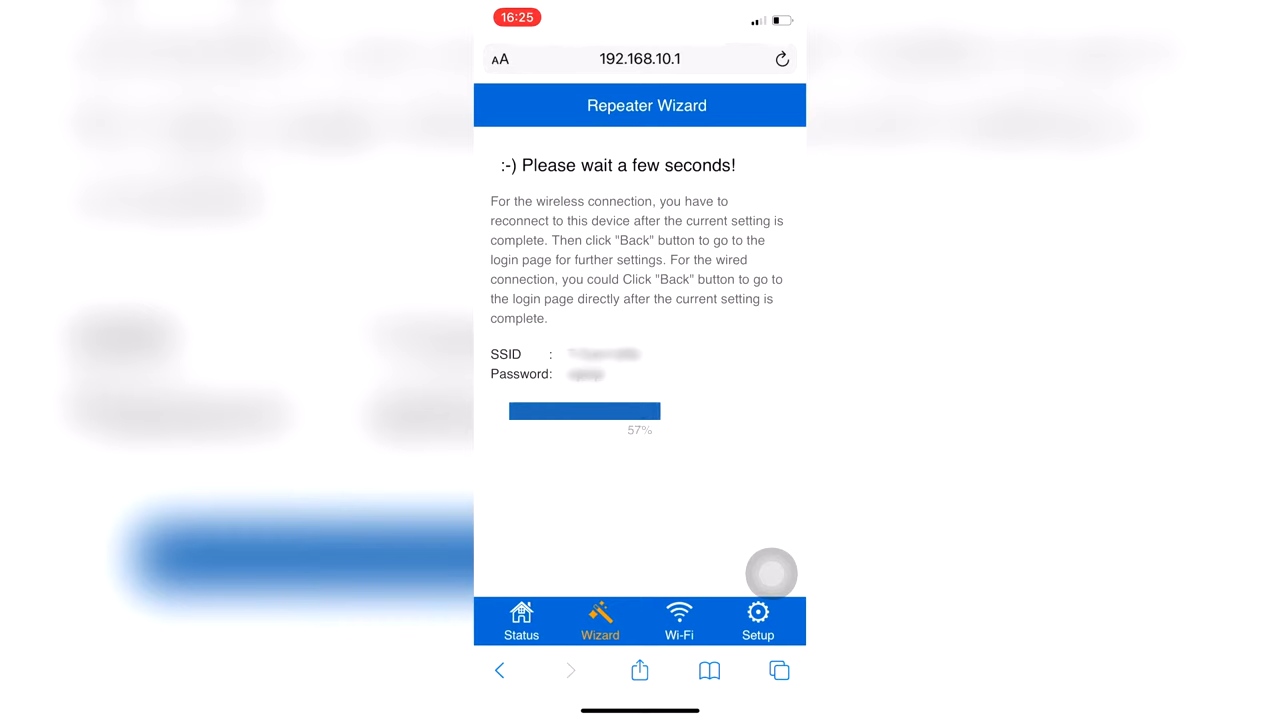 16:25
AA 192.168.10.1
Repeater Wizard
:-) Please wait a few seconds!
For the wireless connection, you have to
reconnect to this device after the current setting is
complete. Then click "Back" button to go to the
login page for further settings. For the wired
connection, you could Click "Back" button to go to
the login page directly after the current setting is
complete.
SSID :
Password:
57%
Status Wizard Wi-Fi Setup